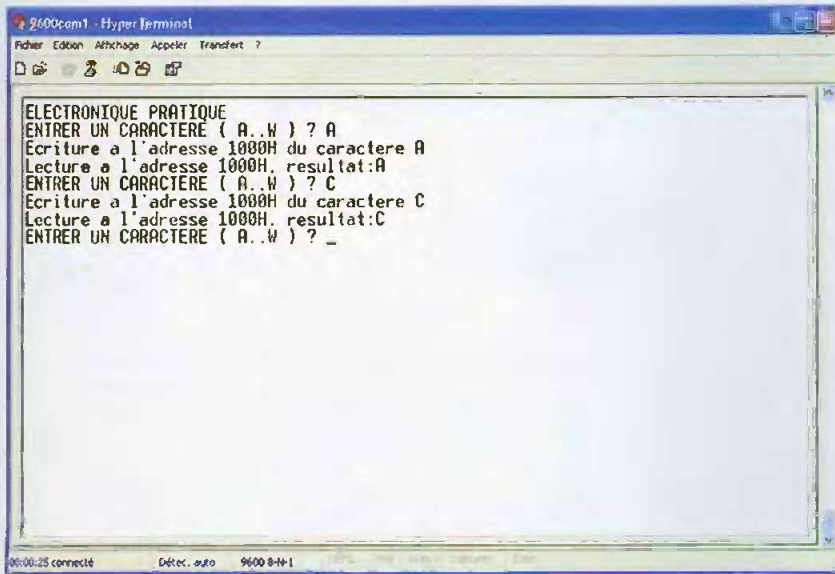 9600com1 - HyperTerminal
Fichier Edition Affichage Appeler Transfert ?
ELECTRONIQUE PRATIQUE
ENTRER UN CARACTERE ( A..W ) ? A
Ecriture a l'adresse 1000H du caractere A
Lecture a l'adresse 1000H, resultat:A
ENTRER UN CARACTERE ( A..W ) ? C
Ecriture a l'adresse 1000H du caractere C
Lecture a l'adresse 1000H, resultat:C
ENTRER UN CARACTERE ( A..W ) ? _
00:00:25 connecté Détec. auto 9600 8-N-1